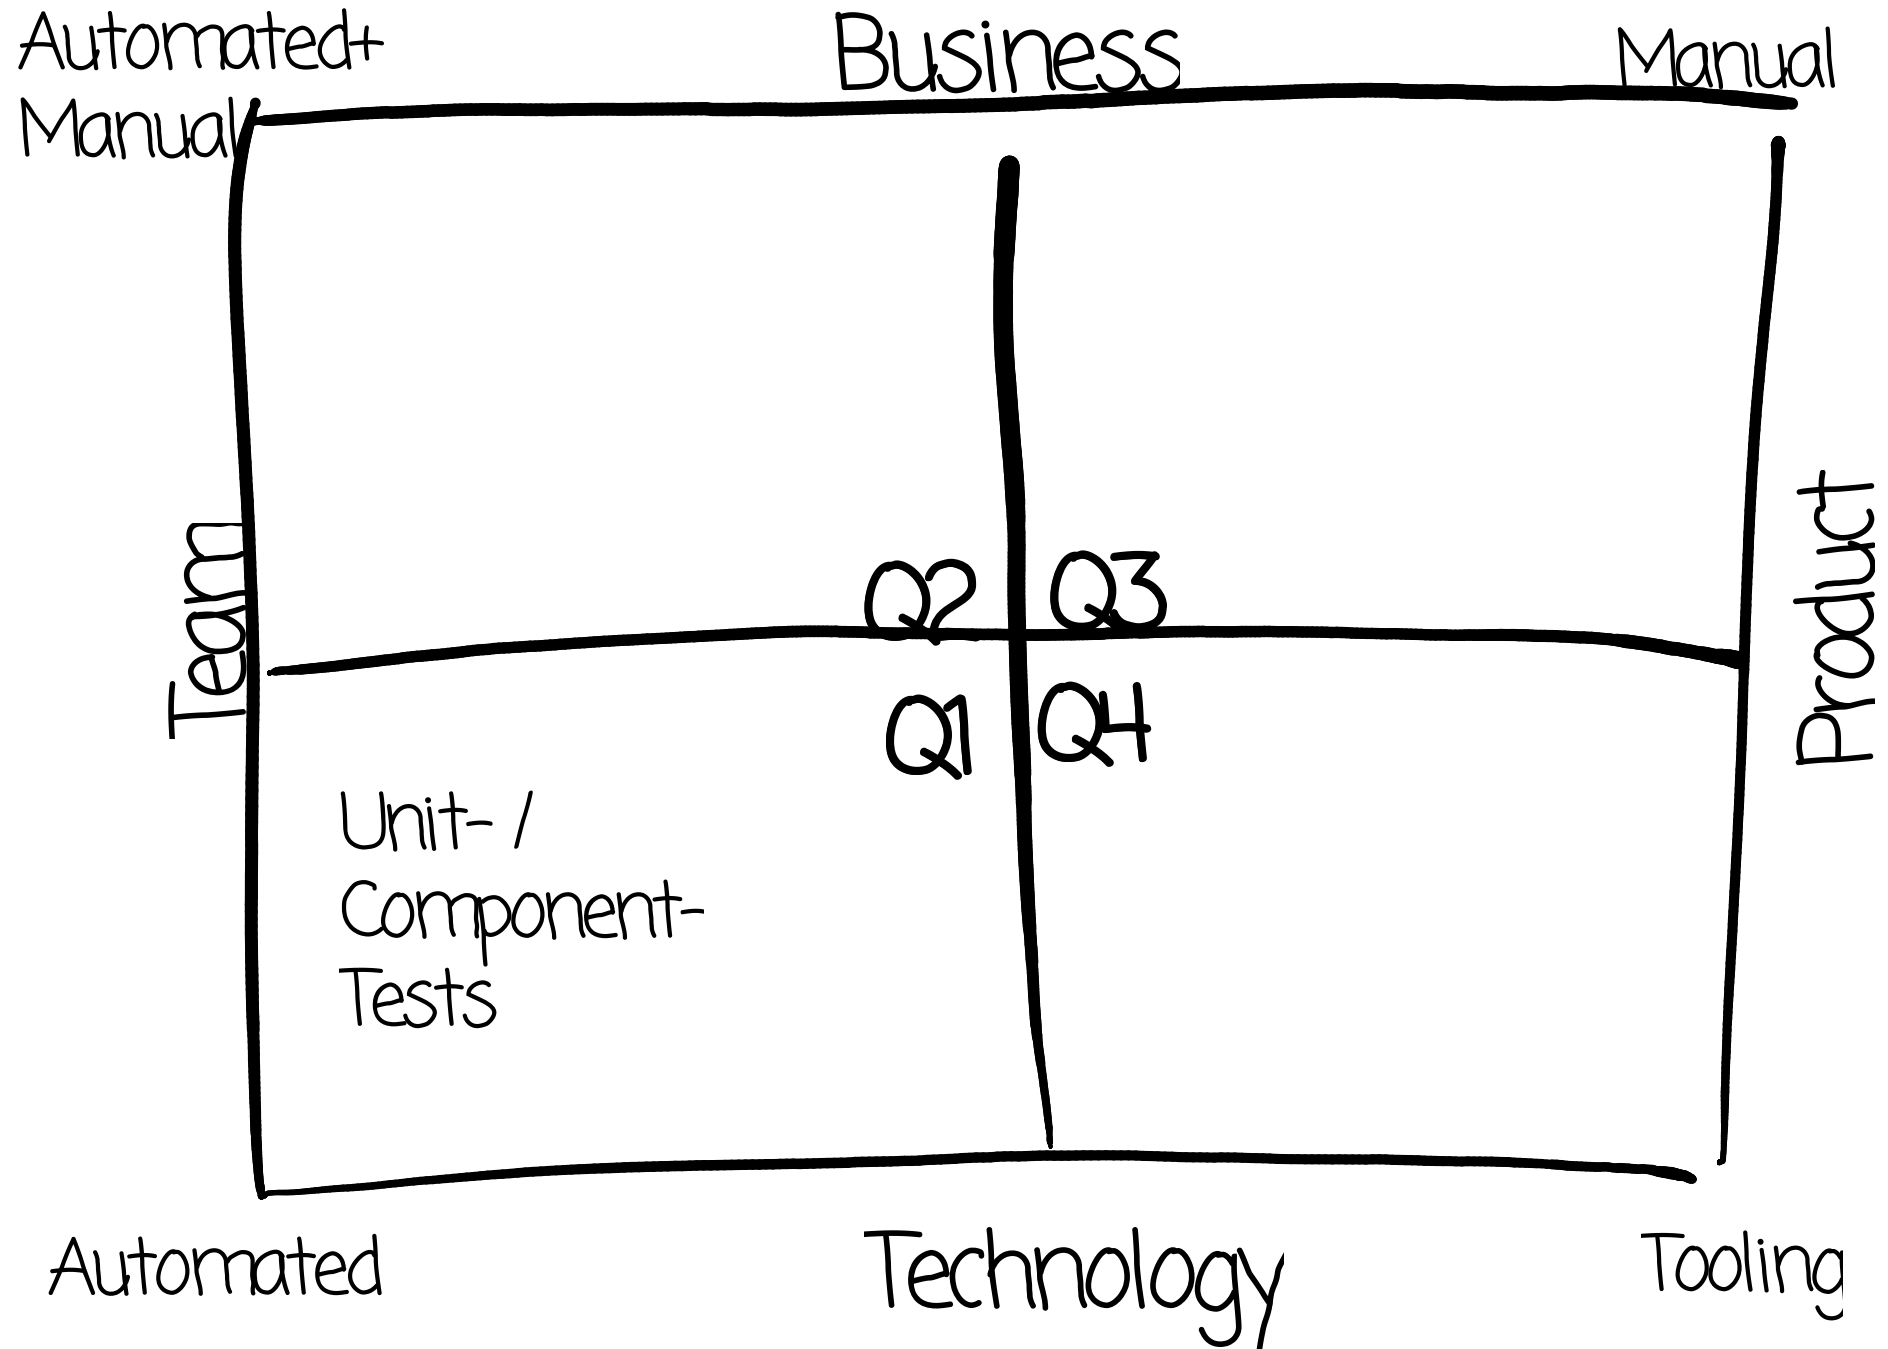 Automated+
Manual
Business
Manual
Team
Product
Q2
Q3
Q1
Q4
Unit- /
Component-
Tests
Automated
Technology
Tooling